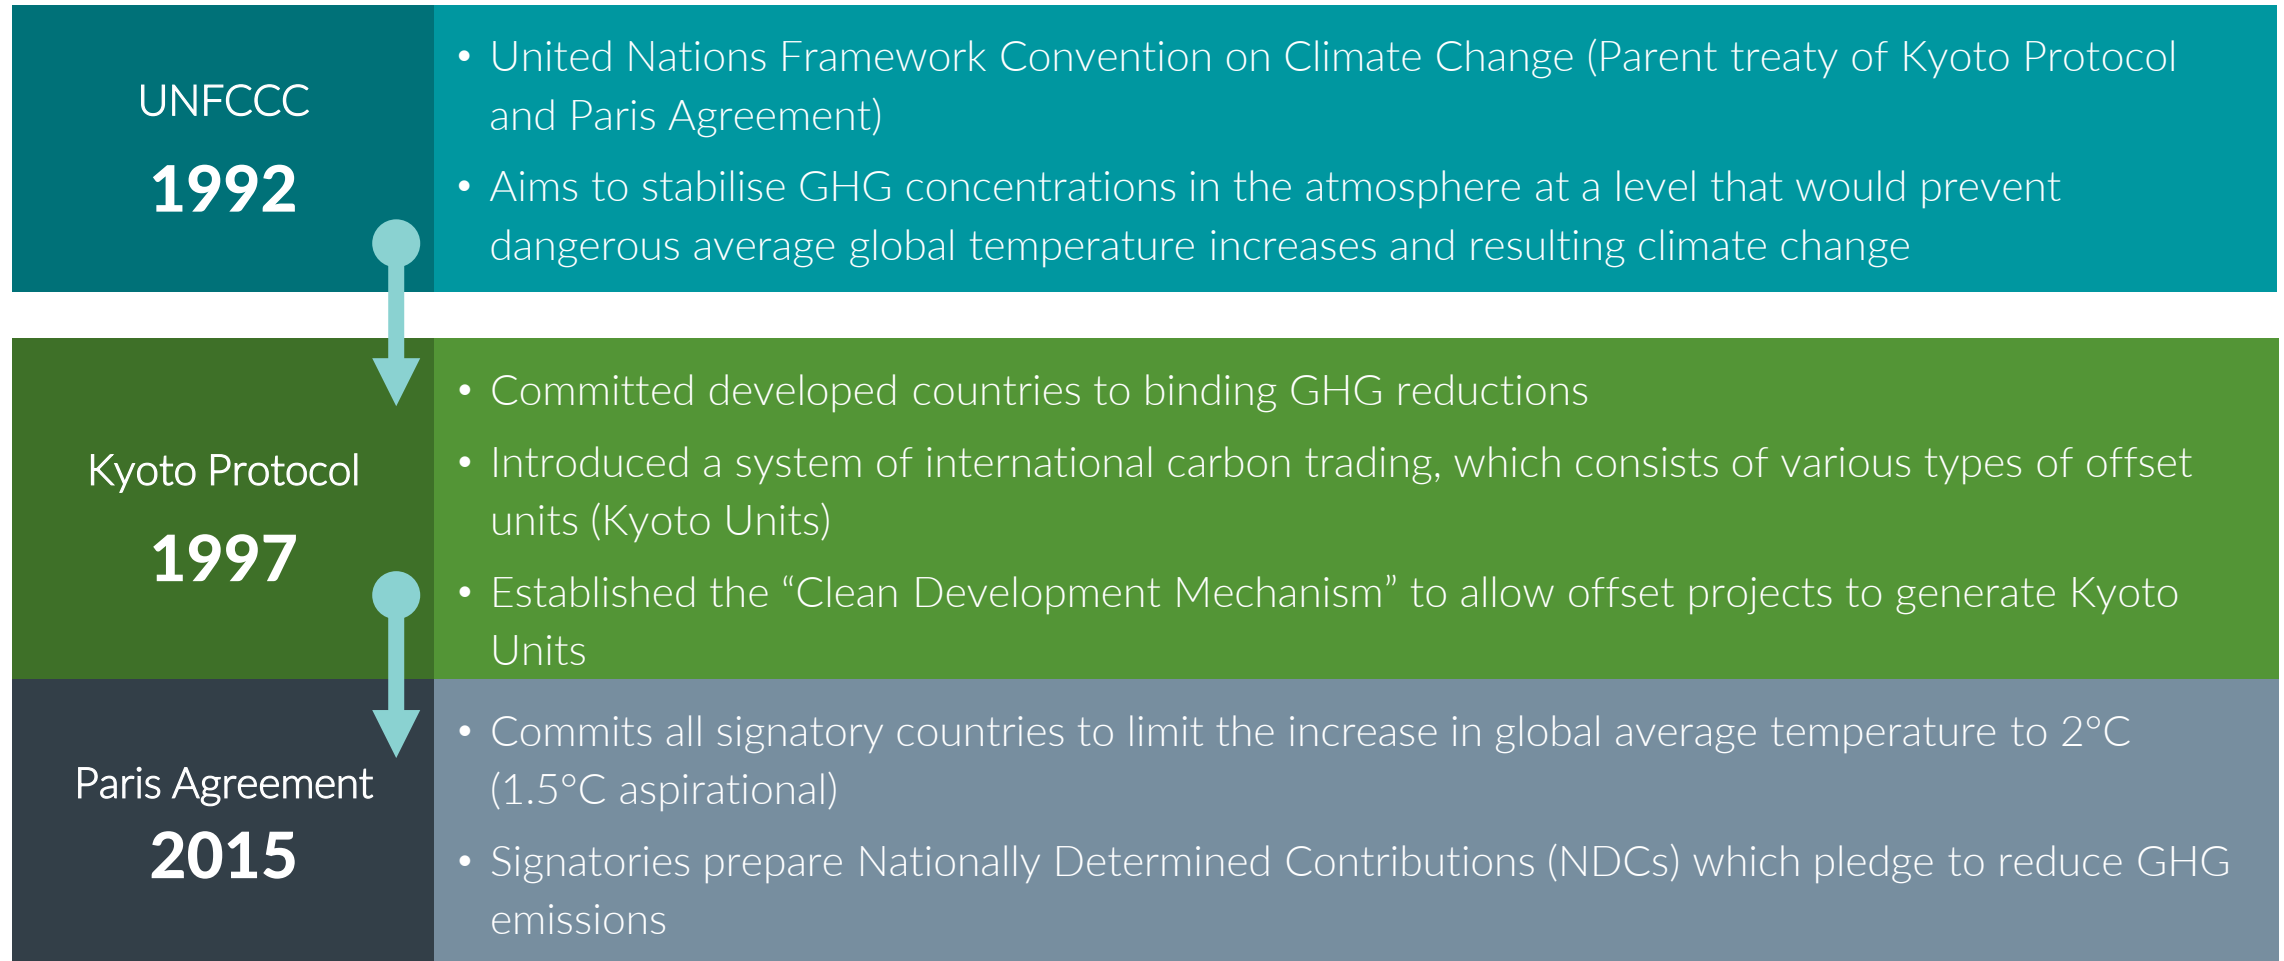 UNFCCC
1992
• United Nations Framework Convention on Climate Change (Parent treaty of Kyoto Protocol
and Paris Agreement)
• Aims to stabilise GHG concentrations in the atmosphere at a level that would prevent
dangerous average global temperature increases and resulting climate change
Kyoto Protocol
1997
• Committed developed countries to binding GHG reductions
• Introduced a system of international carbon trading, which consists of various types of offset
units (Kyoto Units)
• Established the “Clean Development Mechanism” to allow offset projects to generate Kyoto
Units
Paris Agreement
2015
• Commits all signatory countries to limit the increase in global average temperature to 2°C
(1.5°C aspirational)
• Signatories prepare Nationally Determined Contributions (NDCs) which pledge to reduce GHG
emissions